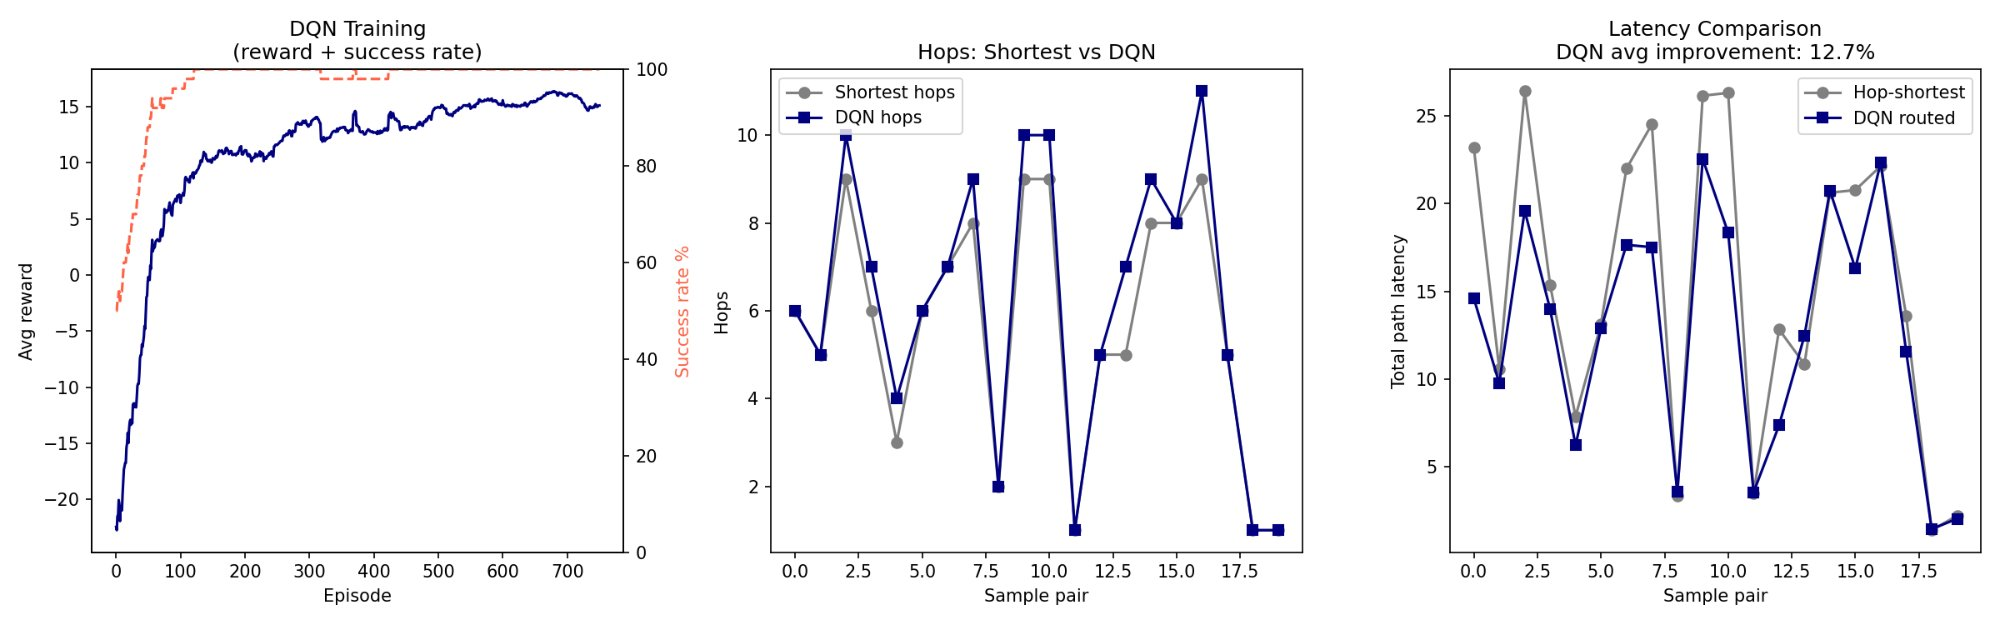 DQN Training
(reward + success rate)
Avg reward
15
10
5
0
−5
−10
−15
−20
100
80
60
40
20
0
Success rate %
0 100 200 300 400 500 600 700
Episode
Hops: Shortest vs DQN
Shortest hops
DQN hops
Hops
10
8
6
4
2
0.0 2.5 5.0 7.5 10.0 12.5 15.0 17.5
Sample pair
Latency Comparison
DQN avg improvement: 12.7%
Hop-shortest
DQN routed
Total path latency
25
20
15
10
5
0.0 2.5 5.0 7.5 10.0 12.5 15.0 17.5
Sample pair